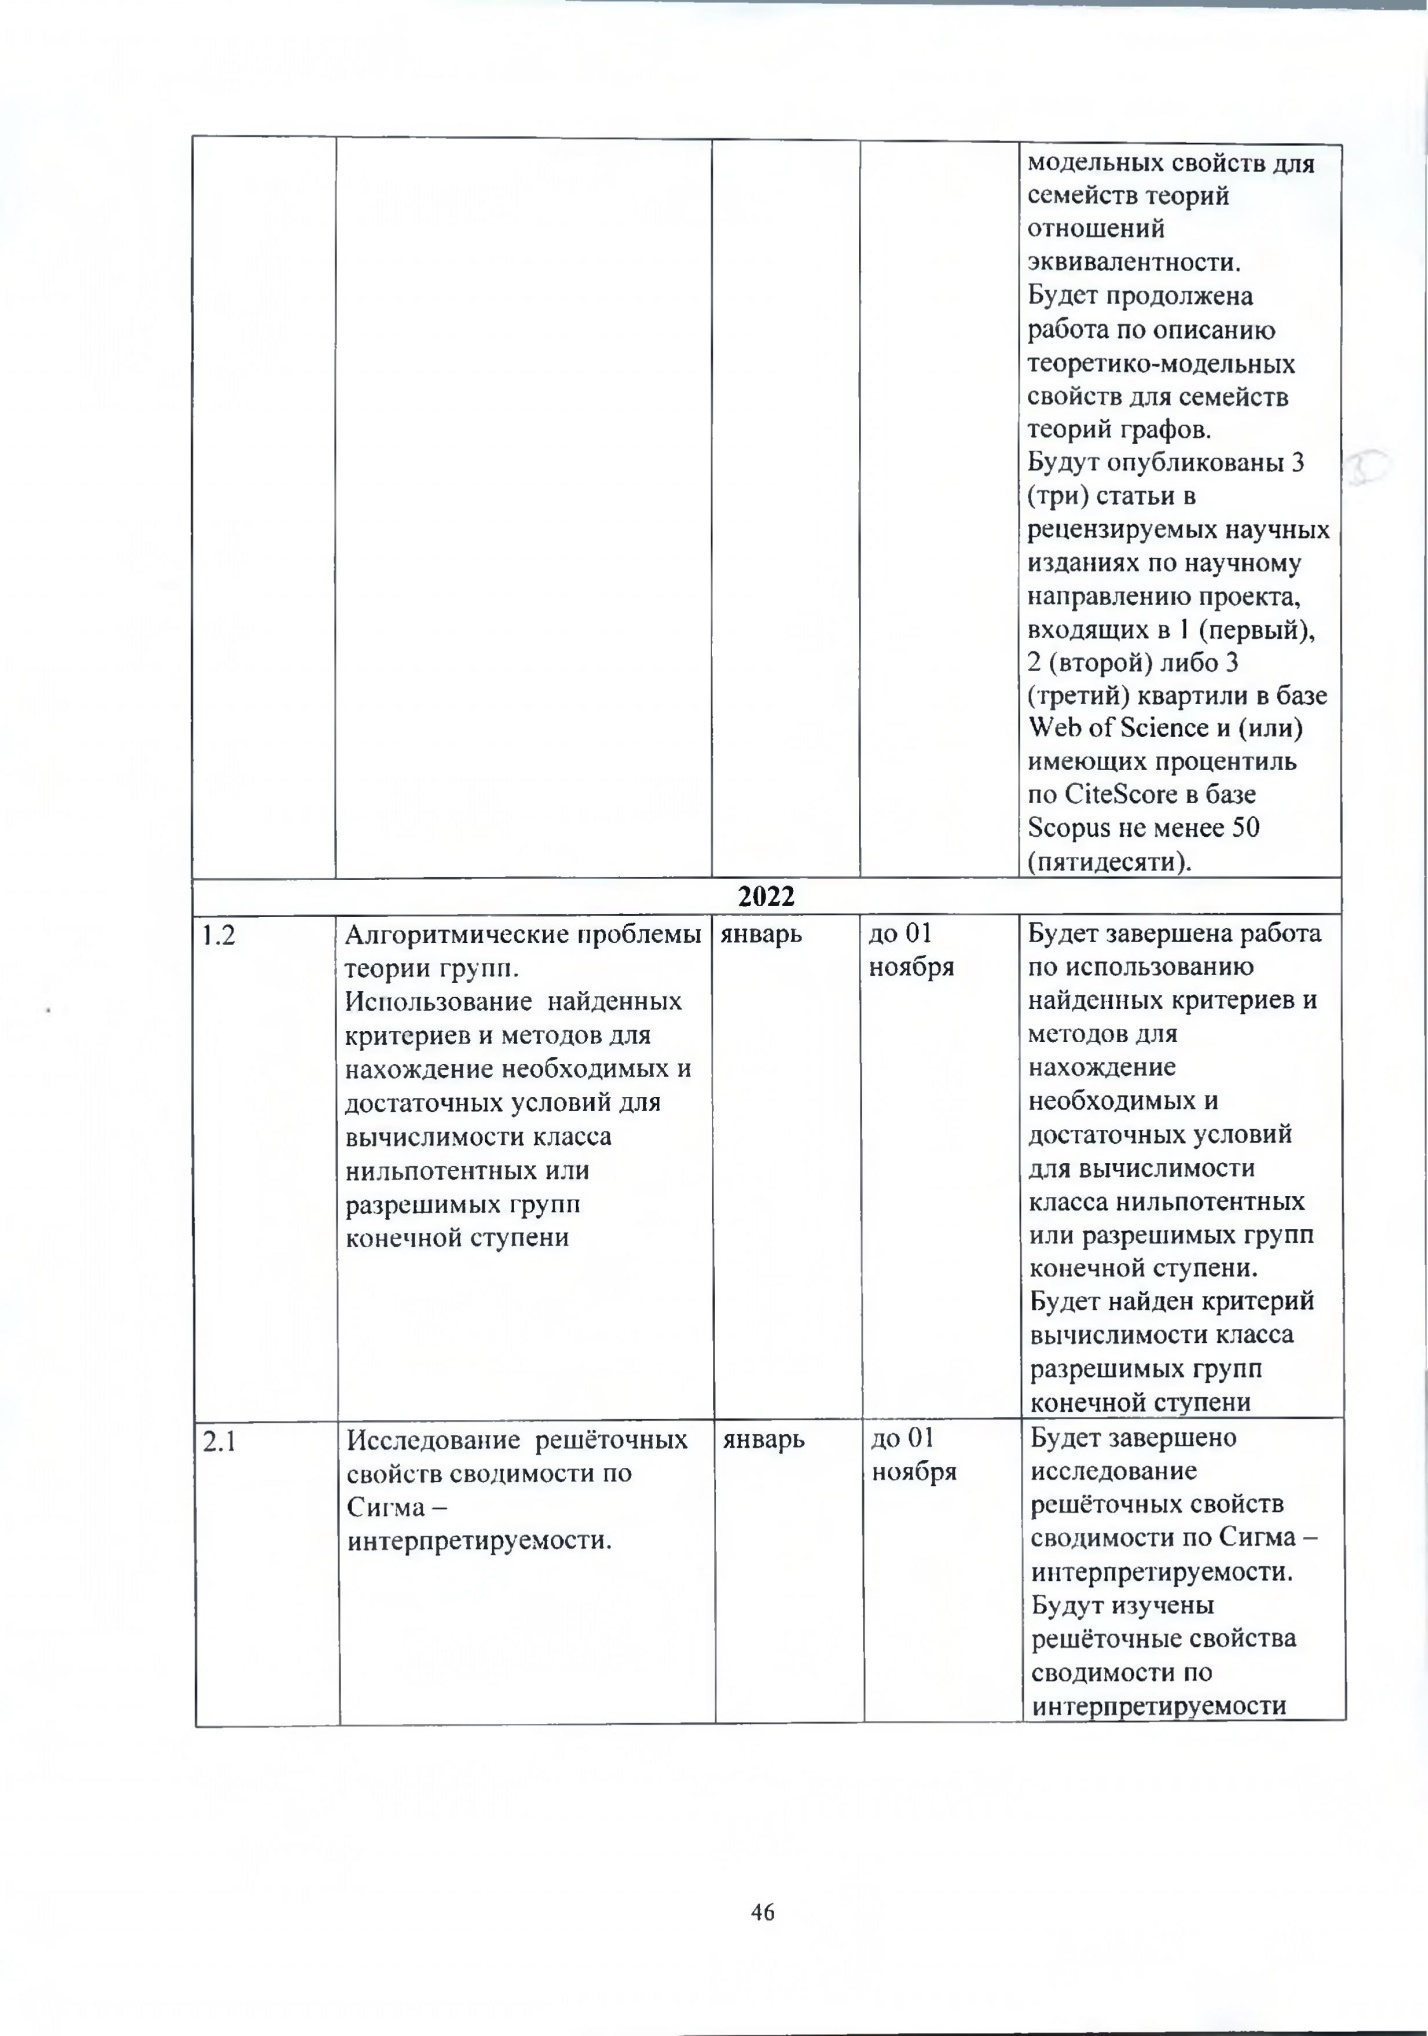 модельных свойств для
семейств теорий
отношений
эквивалентности.
Будет продолжена
работа по описанию
теоретико-модельных
свойств для семейств
теорий графов.
Будут опубликованы 3
(три) статьи в
рецензируемых научных
изданиях по научному
направлению проекта,
входящих в 1 (первый),
2 (второй) либо 3
(третий) квартили в базе
Web of Science и (или)
имеющих процентиль
по CiteScore в базе
Scopus не менее 50
(пятидесяти).
2022
1.2
Алгоритмические проблемы
теории групп.
Использование найденных
критериев и методов для
нахождение необходимых и
достаточных условий для
вычислимости класса
нильпотентных или
разрешимых групп
конечной ступени
январь
до 01
ноября
Будет завершена работа
по использованию
найденных критериев и
методов для
нахождение
необходимых и
достаточных условий
для вычислимости
класса нильпотентных
или разрешимых групп
конечной ступени.
Будет найден критерий
вычислимости класса
разрешимых групп
конечной ступени
2.1
Исследование решёточных
свойств сводимости по
Сигма –
интерпретируемости.
январь
до 01
ноября
Будет завершено
исследование
решёточных свойств
сводимости по Сигма –
интерпретируемости.
Будут изучены
решёточные свойства
сводимости по
интерпретируемости
46